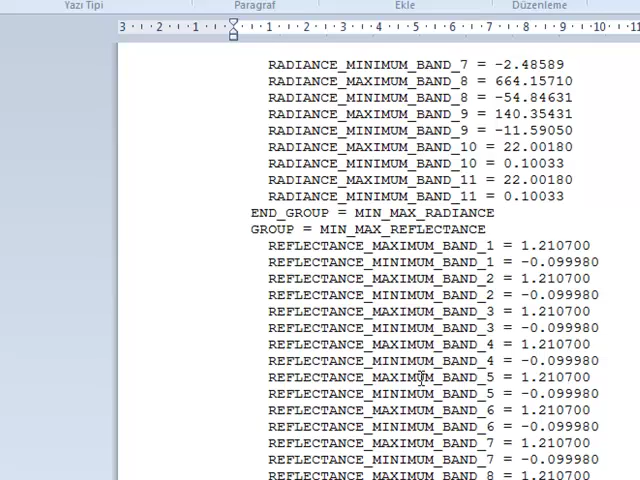 Yazı Tipi Paragraf Ekle Düzenleme
3 2 1 1 2 3 4 5 6 7 8 9 10 11
RADIANCE_MINIMUM_BAND_7 = -2.48589
RADIANCE_MAXIMUM_BAND_8 = 664.15710
RADIANCE_MINIMUM_BAND_8 = -54.84631
RADIANCE_MAXIMUM_BAND_9 = 140.35431
RADIANCE_MINIMUM_BAND_9 = -11.59050
RADIANCE_MAXIMUM_BAND_10 = 22.00180
RADIANCE_MINIMUM_BAND_10 = 0.10033
RADIANCE_MAXIMUM_BAND_11 = 22.00180
RADIANCE_MINIMUM_BAND_11 = 0.10033
END_GROUP = MIN_MAX_RADIANCE
GROUP = MIN_MAX_REFLECTANCE
REFLECTANCE_MAXIMUM_BAND_1 = 1.210700
REFLECTANCE_MINIMUM_BAND_1 = -0.099980
REFLECTANCE_MAXIMUM_BAND_2 = 1.210700
REFLECTANCE_MINIMUM_BAND_2 = -0.099980
REFLECTANCE_MAXIMUM_BAND_3 = 1.210700
REFLECTANCE_MINIMUM_BAND_3 = -0.099980
REFLECTANCE_MAXIMUM_BAND_4 = 1.210700
REFLECTANCE_MINIMUM_BAND_4 = -0.099980
REFLECTANCE_MAXIMUM_BAND_5 = 1.210700
REFLECTANCE_MINIMUM_BAND_5 = -0.099980
REFLECTANCE_MAXIMUM_BAND_6 = 1.210700
REFLECTANCE_MINIMUM_BAND_6 = -0.099980
REFLECTANCE_MAXIMUM_BAND_7 = 1.210700
REFLECTANCE_MINIMUM_BAND_7 = -0.099980
REFLECTANCE_MAXIMUM_BAND_8 = 1.210700